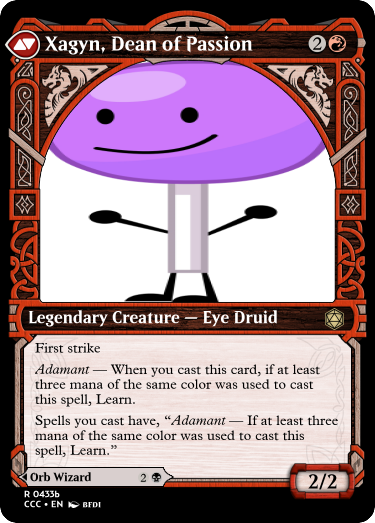 Xagyn, Dean of Passion 2
Legendary Creature — Eye Druid
First strike
Adamant — When you cast this card, if at least
three mana of the same color was used to cast
this spell, Learn.
Spells you cast have, “Adamant — If at least three
mana of the same color was used to cast this
spell, Learn.”
Orb Wizard 2
2/2
R 0433b
CCC • EN BFDI